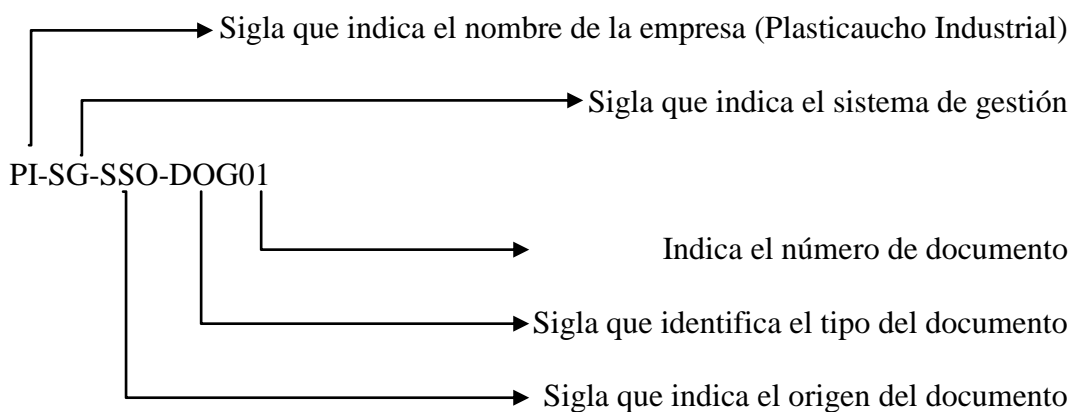 Sigla que indica el nombre de la empresa (Plasticaucho Industrial)
Sigla que indica el sistema de gestión
PI-SG-SSO-DOG01
Indica el número de documento
Sigla que identifica el tipo del documento
Sigla que indica el origen del documento